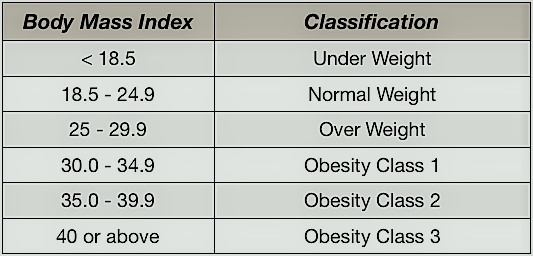 Body Mass Index Classification
< 18.5 Under Weight
18.5 - 24.9 Normal Weight
25 - 29.9 Over Weight
30.0 - 34.9 Obesity Class 1
35.0 - 39.9 Obesity Class 2
40 or above Obesity Class 3